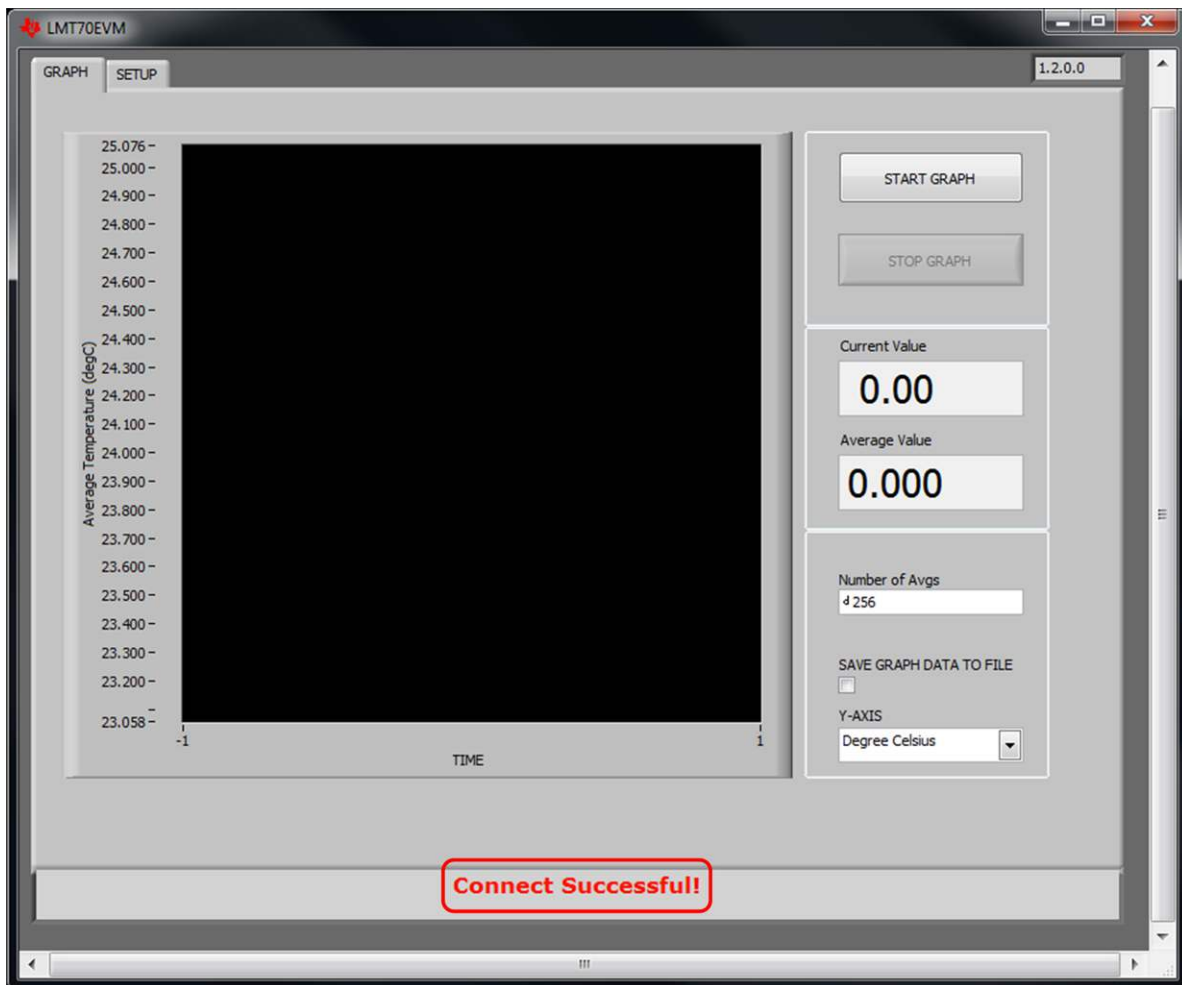 LMT70EVM
GRAPH
SETUP
1.2.0.0
25.076
25.000
24.900
24.800
24.700
24.600
24.500
24.400
24.300
24.200
24.100
24.000
23.900
23.800
23.700
23.600
23.500
23.400
23.300
23.200
23.058
Average Temperature (degC)
-1
1
TIME
START GRAPH
STOP GRAPH
Current Value
0.00
Average Value
0.000
Number of Avgs
d 256
SAVE GRAPH DATA TO FILE
Y-AXIS
Degree Celsius
Connect Successful!